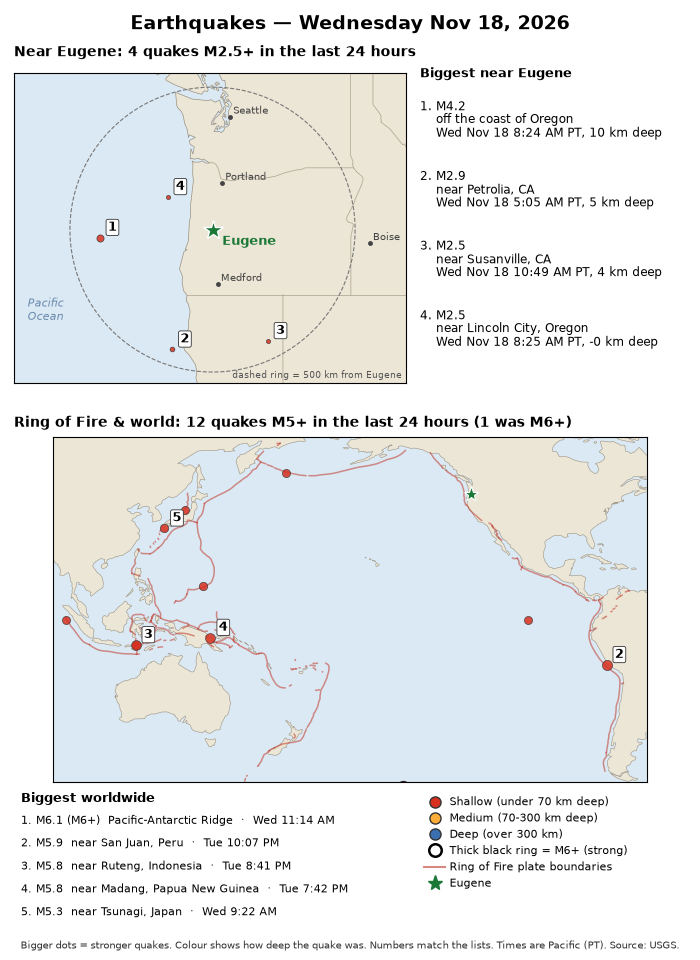 Earthquakes — Wednesday Nov 18, 2026
Near Eugene: 4 quakes M2.5+ in the last 24 hours
Seattle
Portland
4
1
Eugene
Boise
Medford
Pacific
Ocean
2
3
dashed ring = 500 km from Eugene
Biggest near Eugene
1. M4.2
off the coast of Oregon
Wed Nov 18 8:24 AM PT, 10 km deep
2. M2.9
near Petrolia, CA
Wed Nov 18 5:05 AM PT, 5 km deep
3. M2.5
near Susanville, CA
Wed Nov 18 10:49 AM PT, 4 km deep
4. M2.5
near Lincoln City, Oregon
Wed Nov 18 8:25 AM PT, -0 km deep
Ring of Fire & world: 12 quakes M5+ in the last 24 hours (1 was M6+)
5
3
4
2
Biggest worldwide
1. M6.1 (M6+) Pacific-Antarctic Ridge · Wed 11:14 AM
2. M5.9 near San Juan, Peru · Tue 10:07 PM
3. M5.8 near Ruteng, Indonesia · Tue 8:41 PM
4. M5.8 near Madang, Papua New Guinea · Tue 7:42 PM
5. M5.3 near Tsunagi, Japan · Wed 9:22 AM
Shallow (under 70 km deep)
Medium (70-300 km deep)
Deep (over 300 km)
Thick black ring = M6+ (strong)
Ring of Fire plate boundaries
Eugene
Bigger dots = stronger quakes. Colour shows how deep the quake was. Numbers match the lists. Times are Pacific (PT). Source: USGS.